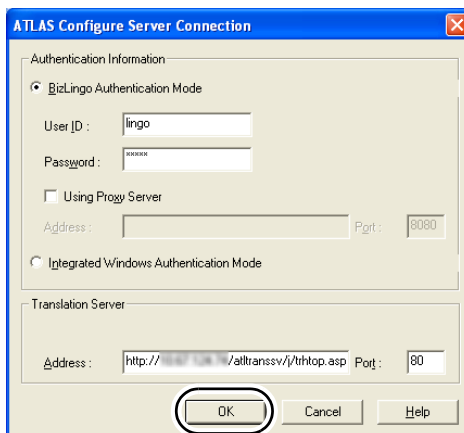 ATLAS Configure Server Connection
Authentication Information
BizLingo Authentication Mode
User ID : lingo
Password : *****
Using Proxy Server
Address : Port : 8080
Integrated Windows Authentication Mode
Translation Server
Address : http:// /atltranssv/j/trhtop.asp Port : 80
OK Cancel Help